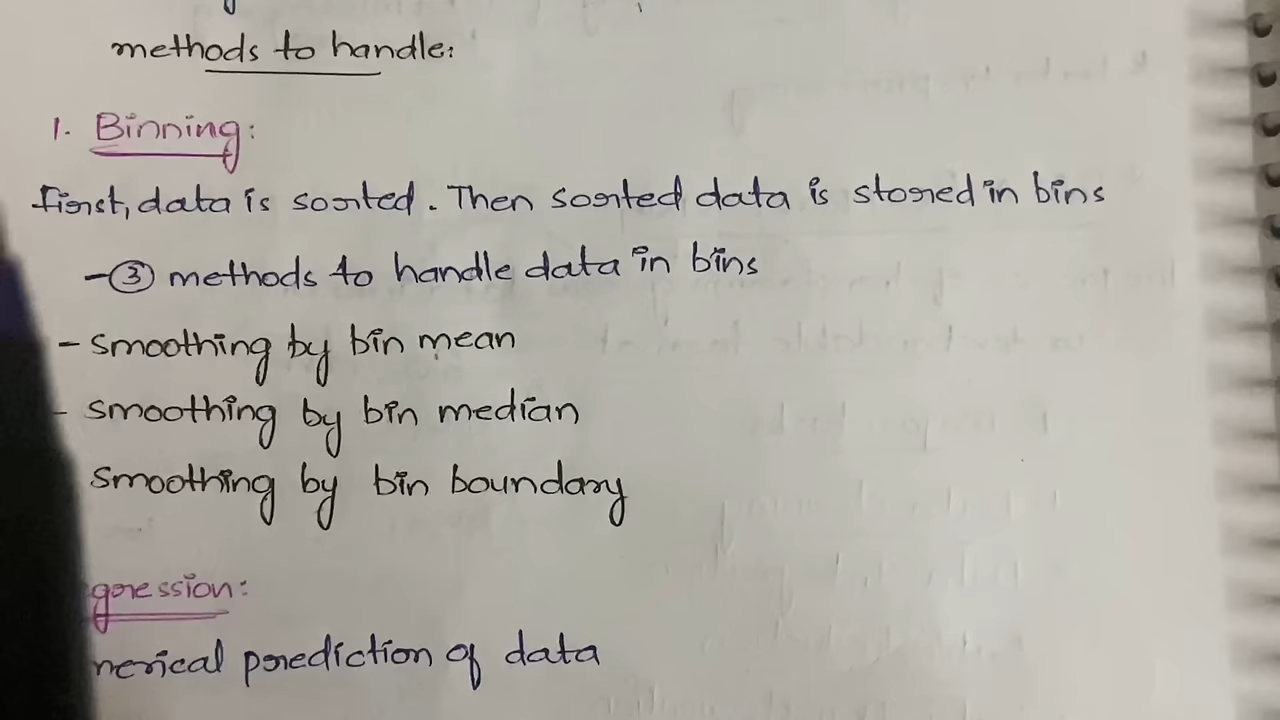 methods to handle:
1. Binning:
first, data is sorted. Then sorted data is stored in bins
- ③ methods to handle data in bins
- smoothing by bin mean
- smoothing by bin median
smoothing by bin boundary
gression:
nerical prediction of data